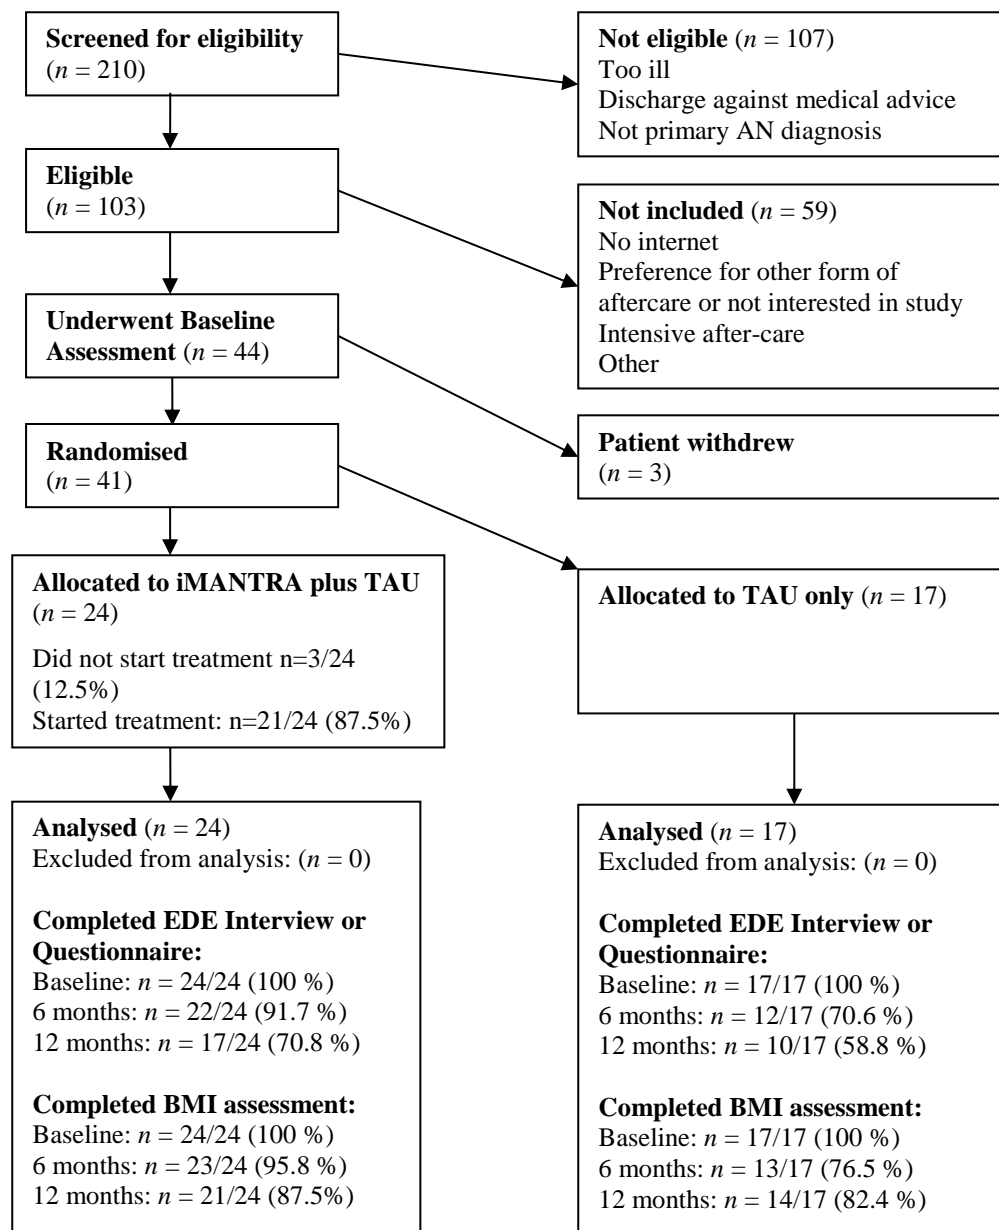 Screened for eligibility
(n = 210)
Not eligible (n = 107)
Too ill
Discharge against medical advice
Not primary AN diagnosis
Eligible
(n = 103)
Not included (n = 59)
No internet
Preference for other form of
aftercare or not interested in study
Intensive after-care
Other
Underwent Baseline
Assessment (n = 44)
Patient withdrew
(n = 3)
Randomised
(n = 41)
Allocated to iMANTRA plus TAU
(n = 24)
Did not start treatment n=3/24
(12.5%)
Started treatment: n=21/24 (87.5%)
Allocated to TAU only (n = 17)
Analysed (n = 24)
Excluded from analysis: (n = 0)
Completed EDE Interview or
Questionnaire:
Baseline: n = 24/24 (100 %)
6 months: n = 22/24 (91.7 %)
12 months: n = 17/24 (70.8 %)
Completed BMI assessment:
Baseline: n = 24/24 (100 %)
6 months: n = 23/24 (95.8 %)
12 months: n = 21/24 (87.5%)
Analysed (n = 17)
Excluded from analysis: (n = 0)
Completed EDE Interview or
Questionnaire:
Baseline: n = 17/17 (100 %)
6 months: n = 12/17 (70.6 %)
12 months: n = 10/17 (58.8 %)
Completed BMI assessment:
Baseline: n = 17/17 (100 %)
6 months: n = 13/17 (76.5 %)
12 months: n = 14/17 (82.4 %)